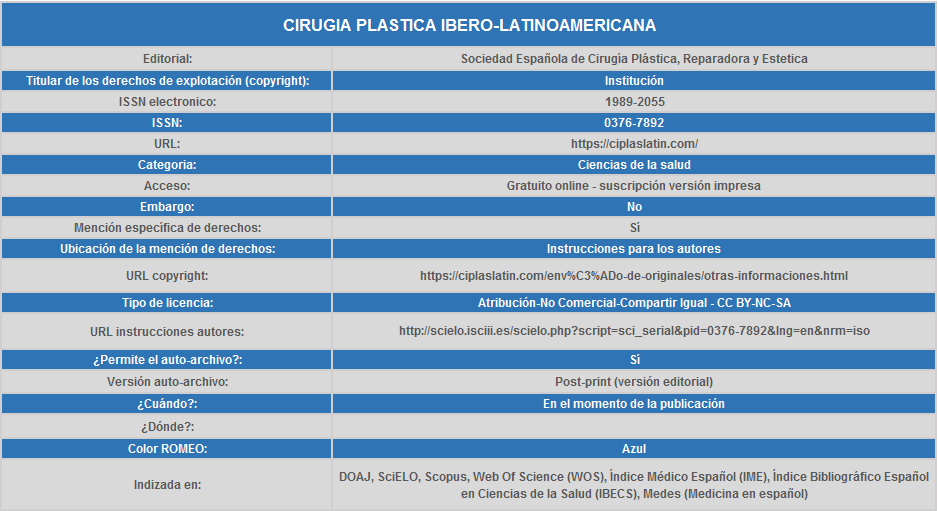 CIRUGIA PLASTICA IBERO-LATINOAMERICANA
Editorial: Sociedad Española de Cirugía Plástica, Reparadora y Estetica
Titular de los derechos de explotación (copyright): Institución
ISSN electronico: 1989-2055
ISSN: 0376-7892
URL: https://ciplaslatin.com/
Categoria: Ciencias de la salud
Acceso: Gratuito online - suscripción versión impresa
Embargo: No
Mención específica de derechos: Sí
Ubicación de la mención de derechos: Instrucciones para los autores
URL copyright: https://ciplaslatin.com/env%C3%ADo-de-originales/otras-informaciones.html
Tipo de licencia: Atribución-No Comercial-Compartir Igual - CC BY-NC-SA
URL instrucciones autores: http://scielo.isciii.es/scielo.php?script=sci_serial&pid=0376-7892&lng=en&nrm=iso
¿Permite el auto-archivo?: Sí
Versión auto-archivo: Post-print (versión editorial)
¿Cuándo?: En el momento de la publicación
¿Dónde?:
Color ROMEO: Azul
Indizada en: DOAJ, SciELO, Scopus, Web Of Science (WOS), Índice Médico Español (IME), Índice Bibliográfico Español
en Ciencias de la Salud (IBECS), Medes (Medicina en español)